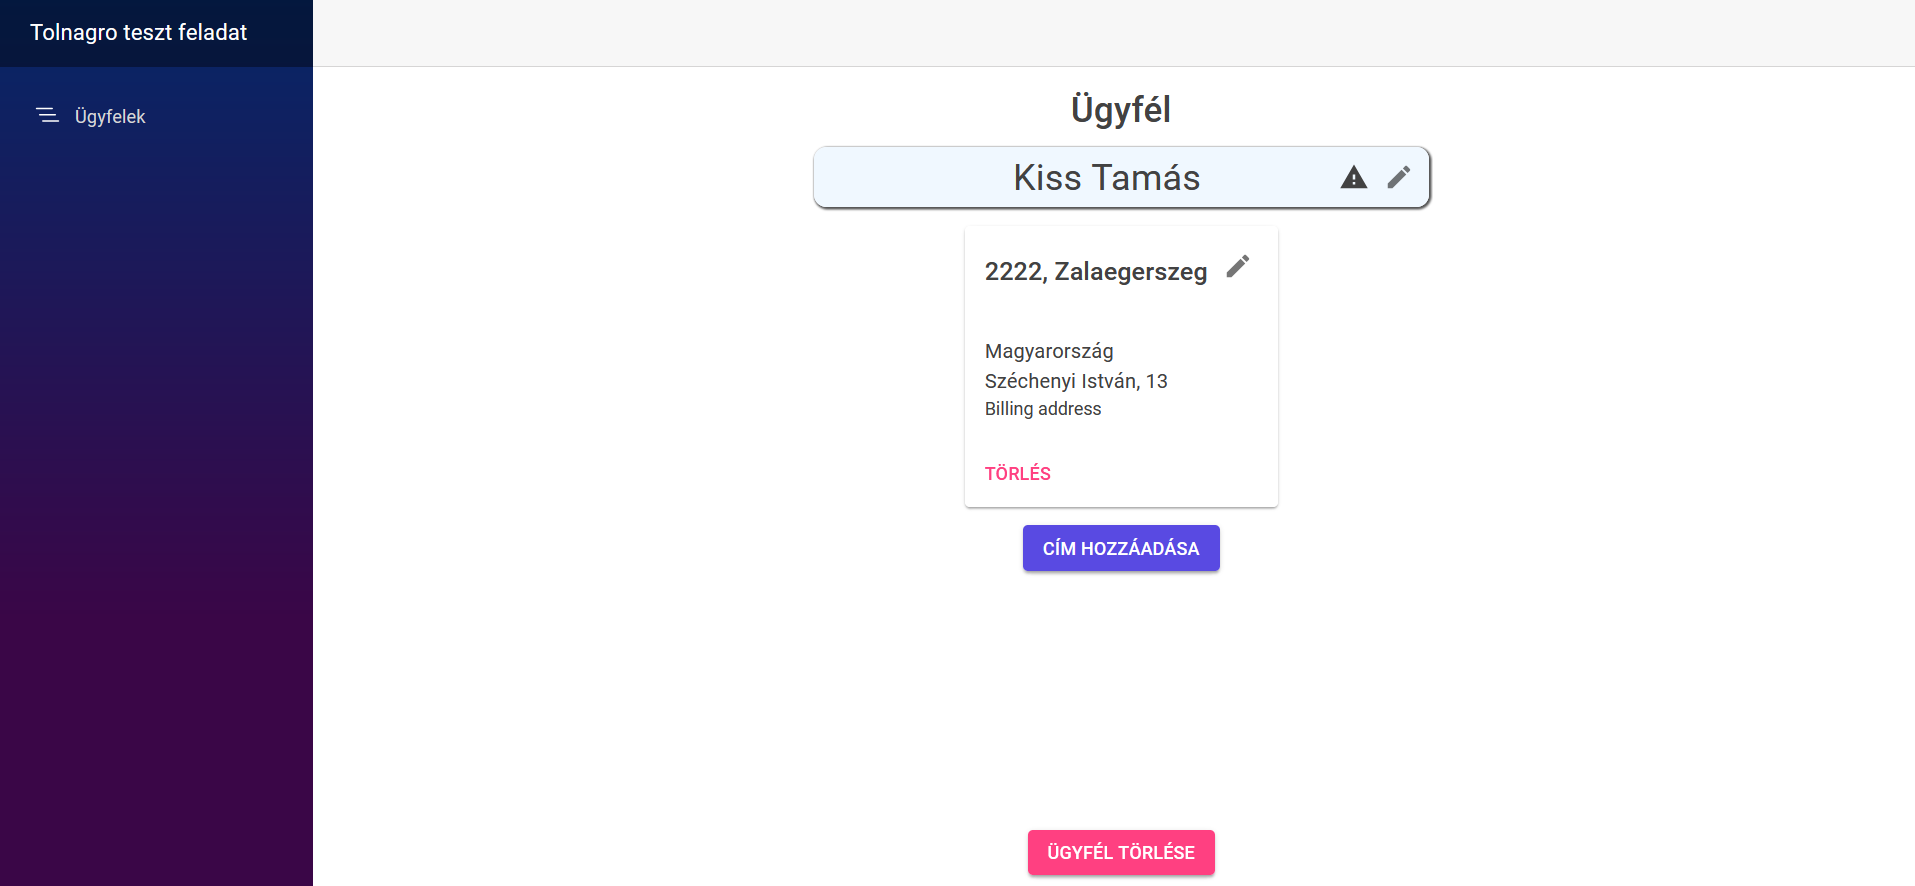 Tolnagro teszt feladat
Ügyfelek
Ügyfél
Kiss Tamás
2222, Zalaegerszeg
Magyarország
Széchenyi István, 13
Billing address
TÖRLÉS
CÍM HOZZÁADÁSA
ÜGYFÉL TÖRLÉSE